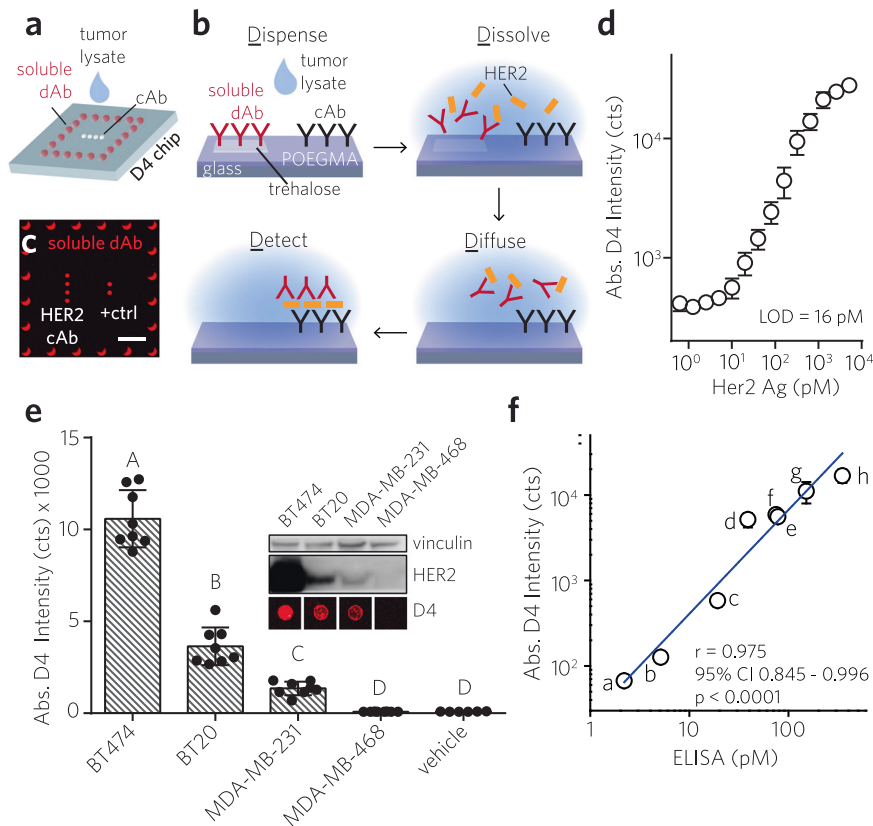 a
tumor
lysate
soluble
dAb
cAb
D4 chip
b
Dispense
tumor
lysate
soluble
dAb
cAb
glass
POEGMA
trehalose
Dissolve
HER2
Detect
Diffuse
c
soluble dAb
HER2
cAb
+ctrl
d
Abs. D4 Intensity (cts)
10⁴
10³
LOD = 16 pM
10⁰ 10¹ 10² 10³ 10⁴
Her2 Ag (pM)
e
Abs. D4 Intensity (cts) x 1000
15
10
5
0
A
B
C
D
D
BT474
BT20
MDA-MB-231
MDA-MB-468
vehicle
BT474
BT20
MDA-MB-231
MDA-MB-468
vinculin
HER2
D4
f
Abs. D4 Intensity (cts)
10⁴
10³
10²
a
b
c
d
e
f
g
h
r = 0.975
95% CI 0.845 - 0.996
p < 0.0001
1 10 100
ELISA (pM)